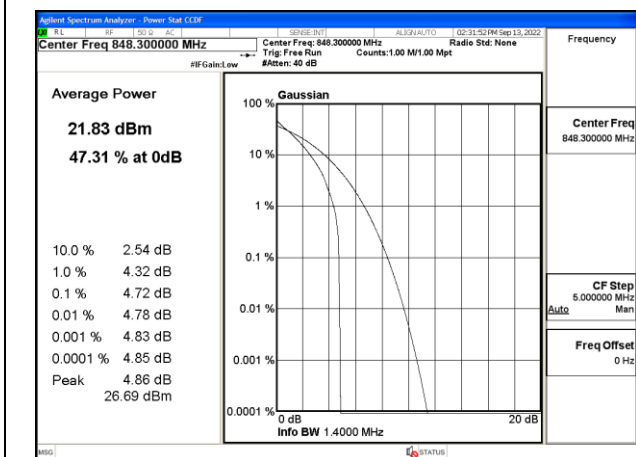 Agilent Spectrum Analyzer - Power Stat CCDF
RL RF 50 Ω AC SENSE:INT ALIGN AUTO 02:31:52 PM Sep 13, 2022
Center Freq 848.300000 MHz
Center Freq: 848.300000 MHz Radio Std: None
Trig: Free Run Counts:1.00 M/1.00 Mpt
#IFGain:Low #Atten: 40 dB
Frequency
Average Power
21.83 dBm
47.31 % at 0dB
10.0 % 2.54 dB
1.0 % 4.32 dB
0.1 % 4.72 dB
0.01 % 4.78 dB
0.001 % 4.83 dB
0.0001 % 4.85 dB
Peak 4.86 dB
26.69 dBm
Gaussian
100 %
10 %
1 %
0.1 %
0.01 %
0.001 %
0.0001 %
0 dB 20 dB
Info BW 1.4000 MHz
Center Freq
848.300000 MHz
CF Step
5.000000 MHz
Auto Man
Freq Offset
0 Hz
MSG STATUS